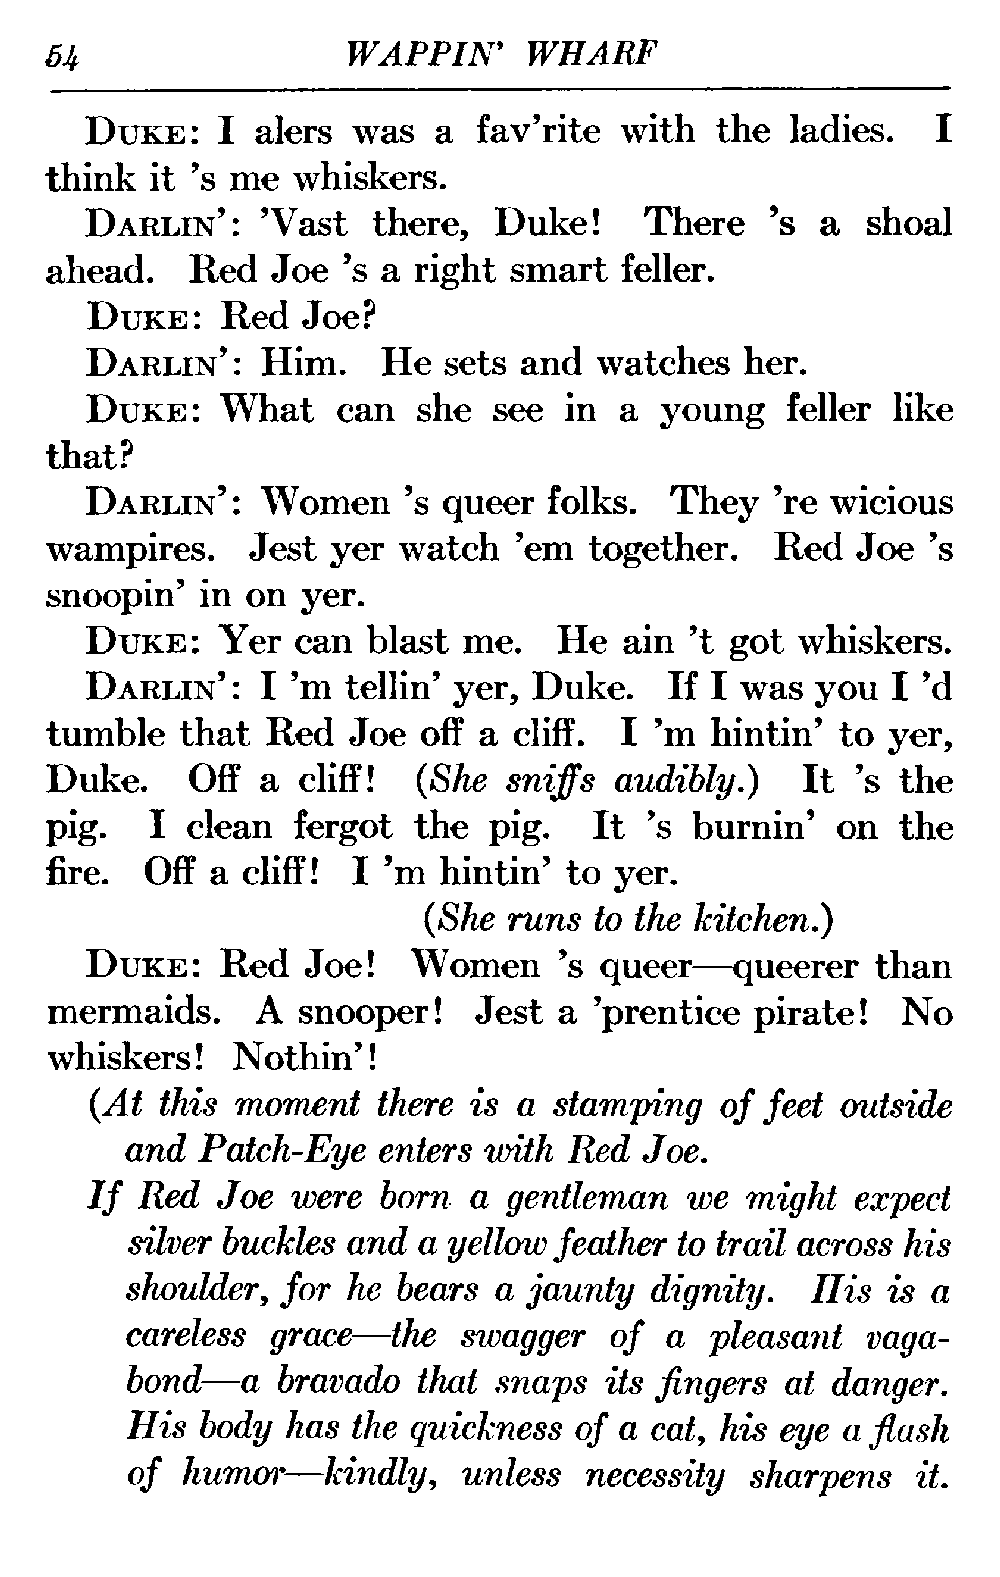 54 WAPPIN' WHARF
DUKE: I alers was a fav'rite with the ladies. I
think it 's me whiskers.
DARLIN': 'Vast there, Duke! There 's a shoal
ahead. Red Joe 's a right smart feller.
DUKE: Red Joe?
DARLIN': Him. He sets and watches her.
DUKE: What can she see in a young feller like
that?
DARLIN': Women 's queer folks. They 're wicious
wampires. Jest yer watch 'em together. Red Joe 's
snoopin' in on yer.
DUKE: Yer can blast me. He ain 't got whiskers.
DARLIN': I 'm tellin' yer, Duke. If I was you I 'd
tumble that Red Joe off a cliff. I 'm hintin' to yer,
Duke. Off a cliff! (She sniffs audibly.) It 's the
pig. I clean fergot the pig. It 's burnin' on the
fire. Off a cliff! I 'm hintin' to yer.
(She runs to the kitchen.)
DUKE: Red Joe! Women 's queer—queerer than
mermaids. A snooper! Jest a 'prentice pirate! No
whiskers! Nothin'!
(At this moment there is a stamping of feet outside
and Patch-Eye enters with Red Joe.
If Red Joe were born a gentleman we might expect
silver buckles and a yellow feather to trail across his
shoulder, for he bears a jaunty dignity. His is a
careless grace—the swagger of a pleasant vaga-
bond—a bravado that snaps its fingers at danger.
His body has the quickness of a cat, his eye a flash
of humor—kindly, unless necessity sharpens it.